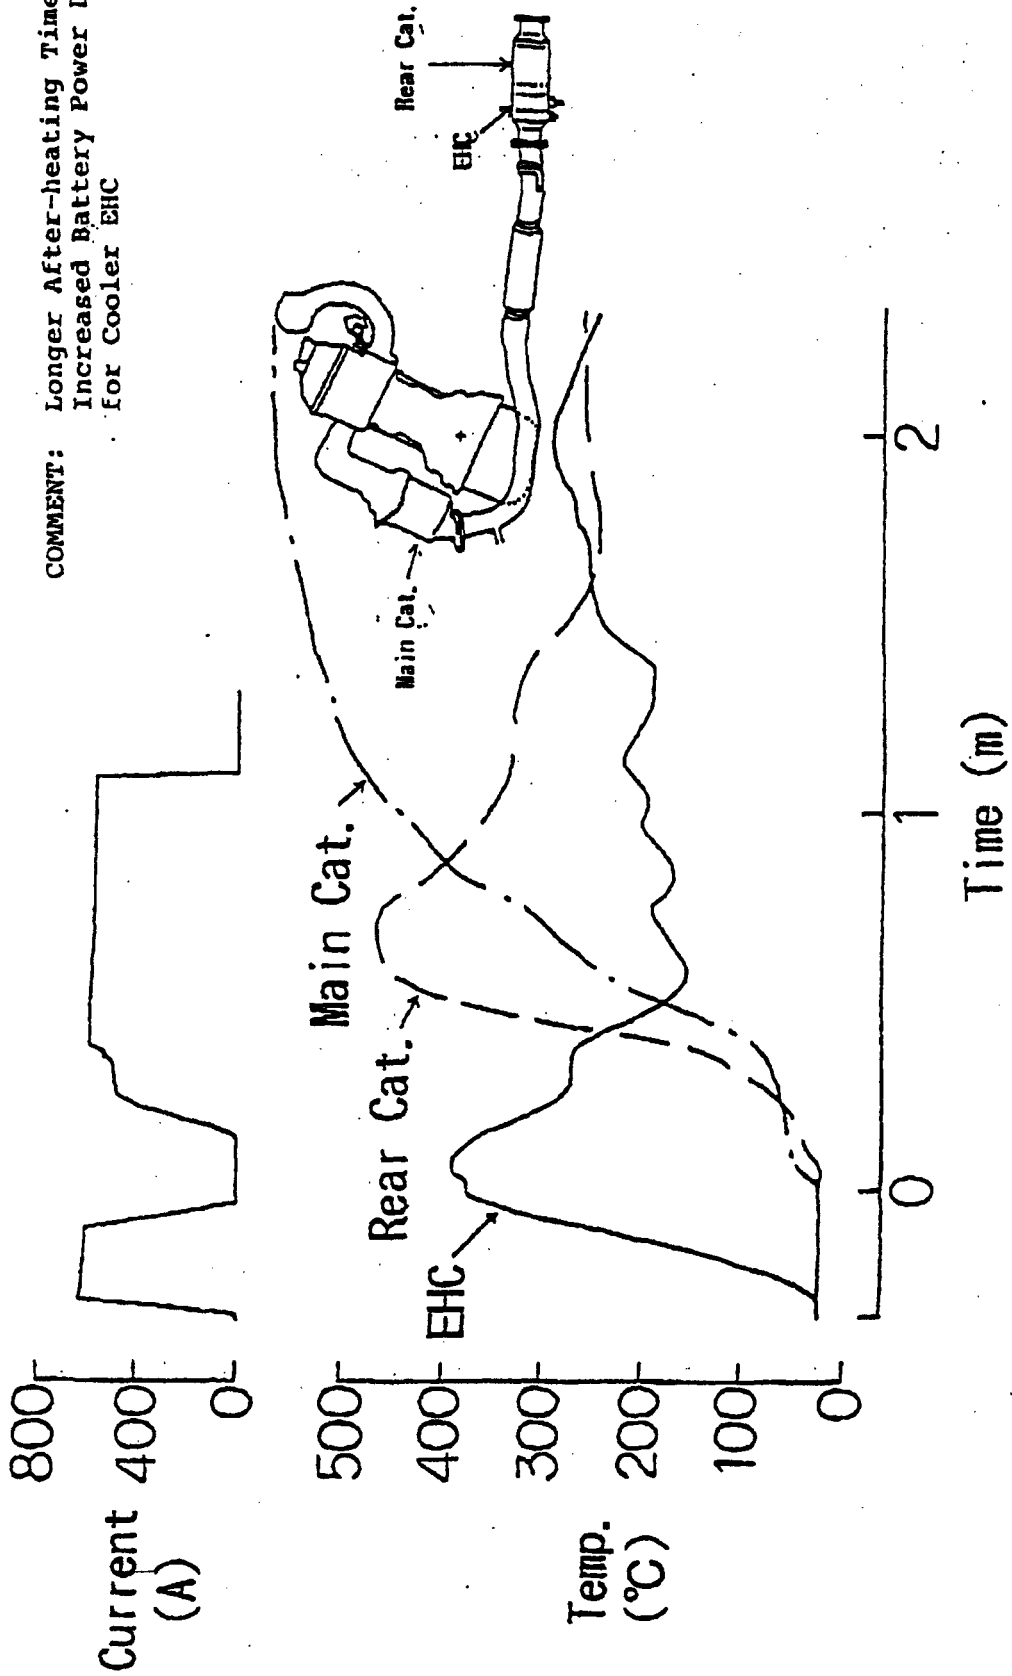 COMMENT: Longer After-heating Time
Increased Battery Power
for Cooler EHC
Current
(A)
800
400
0
Temp.
(°C)
500
400
300
200
100
0
EHC
Rear Cat.
Main Cat.
Main Cat.
EHC
Rear Cat.
0
1
2
Time (m)